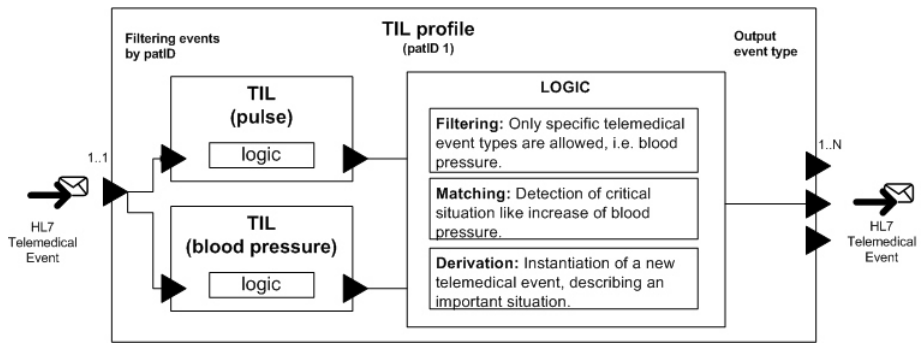 Filtering events
by patID
TIL profile
(patID 1)
Output
event type
TIL
(pulse)
logic
TIL
(blood pressure)
logic
LOGIC
Filtering: Only specific telemedical
event types are allowed, i.e. blood
pressure.
Matching: Detection of critical
situation like increase of blood
pressure.
Derivation: Instantiation of a new
telemedical event, describing an
important situation.
1..1
HL7
Telemedical
Event
1..N
HL7
Telemedical
Event